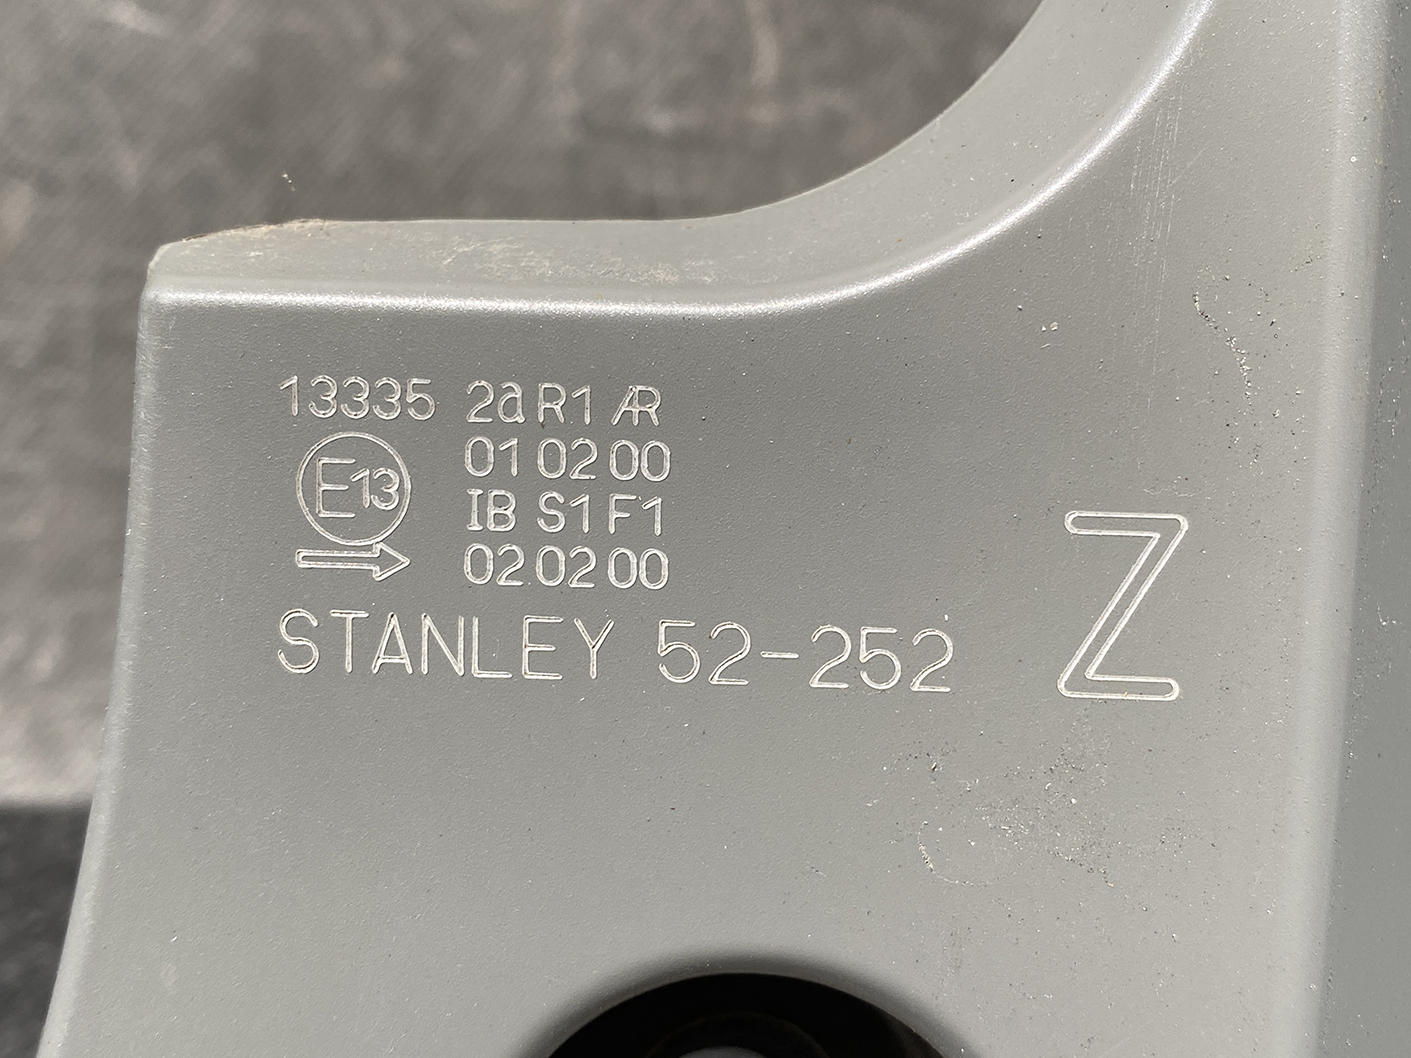 13335 2a R1 AR
01 02 00
E13
IB S1 F1
→ 02 02 00
STANLEY 52-252
Z